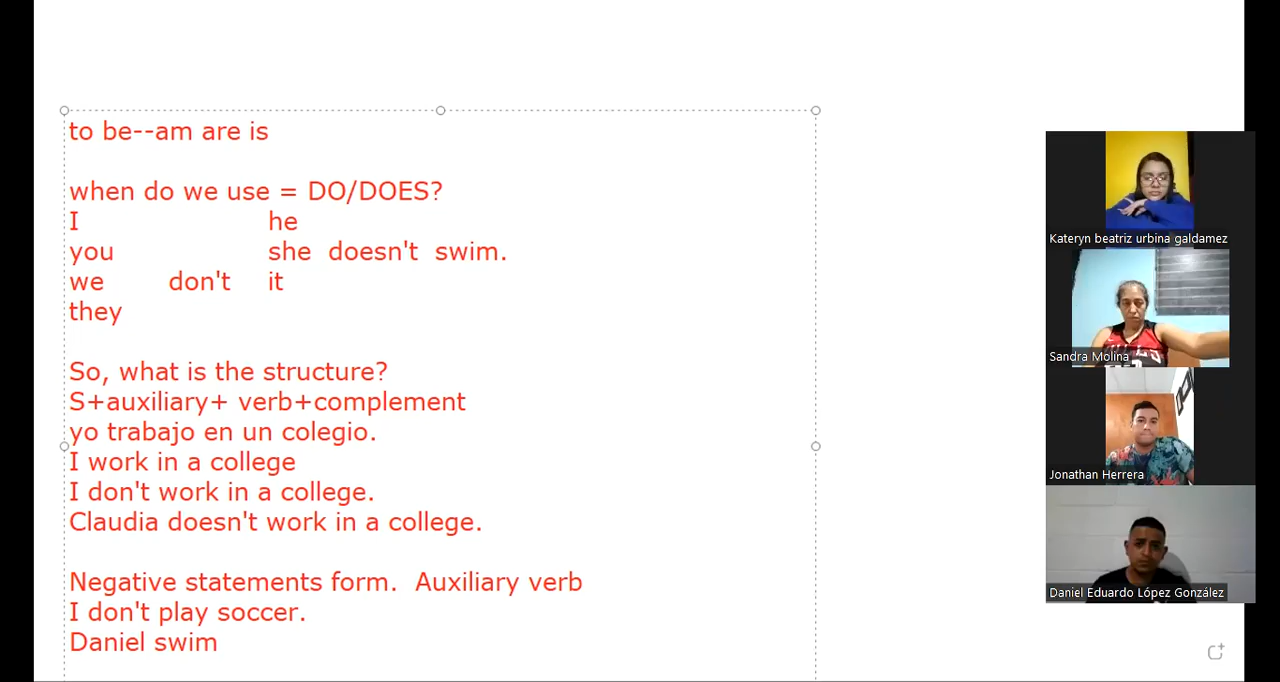 to be--am are is
when do we use = DO/DOES?
I he
you she doesn't swim.
we don't it
they
So, what is the structure?
S+auxiliary+ verb+complement
yo trabajo en un colegio.
I work in a college
I don't work in a college.
Claudia doesn't work in a college.
Negative statements form. Auxiliary verb
I don't play soccer.
Daniel swim
Kateryn beatriz urbina galdamez
Sandra Molina
Jonathan Herrera
Daniel Eduardo López González